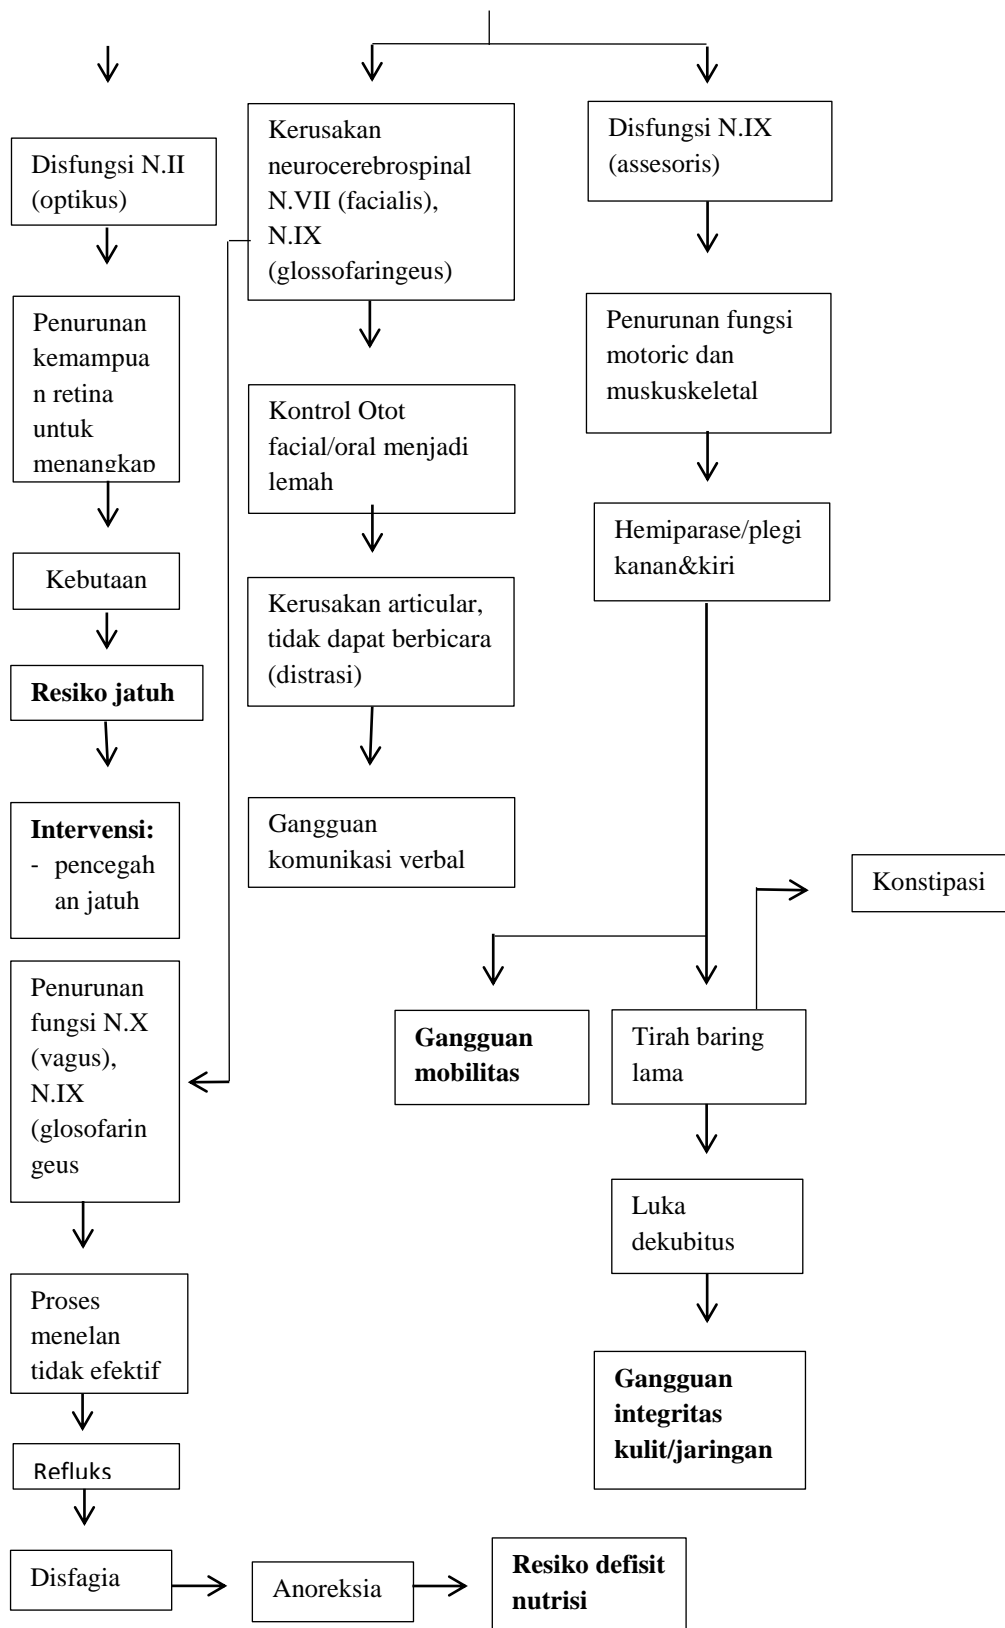 Disfungsi N.II
(optikus)
Penurunan
kemampua
n retina
untuk
menangkap
Kebutaan
Resiko jatuh
Intervensi:
- pencegah
an jatuh
Kerusakan
neurocerebrospinal
N.VII (facialis),
N.IX
(glossofaringeus)
Kontrol Otot
facial/oral menjadi
lemah
Kerusakan articular,
tidak dapat berbicara
(distrasi)
Gangguan
komunikasi verbal
Disfungsi N.IX
(assesoris)
Penurunan fungsi
motoric dan
muskuskeletal
Hemiparase/plegi
kanan&kiri
Gangguan
mobilitas
Tirah baring
lama
Konstipasi
Luka
dekubitus
Gangguan
integritas
kulit/jaringan
Penurunan
fungsi N.X
(vagus),
N.IX
(glosofarin
geus
Proses
menelan
tidak efektif
Refluks
Disfagia
Anoreksia
Resiko defisit
nutrisi